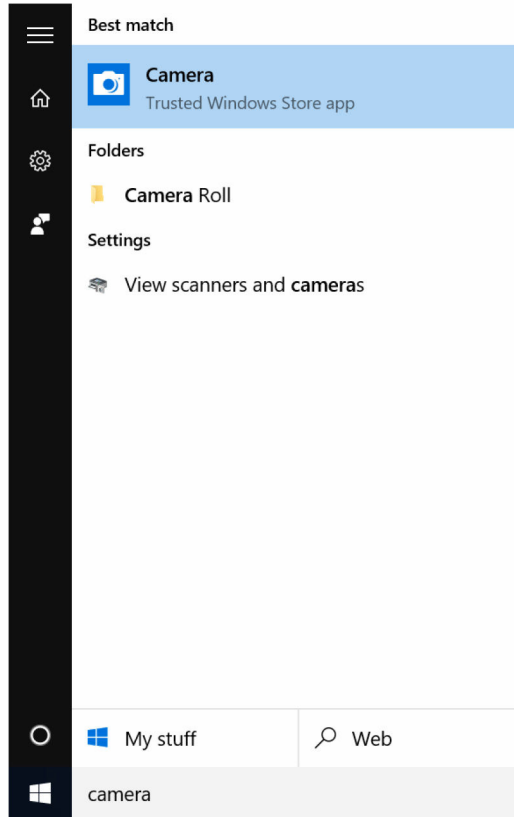 Best match
Camera
Trusted Windows Store app
Folders
Camera Roll
Settings
View scanners and cameras
My stuff
Web
camera